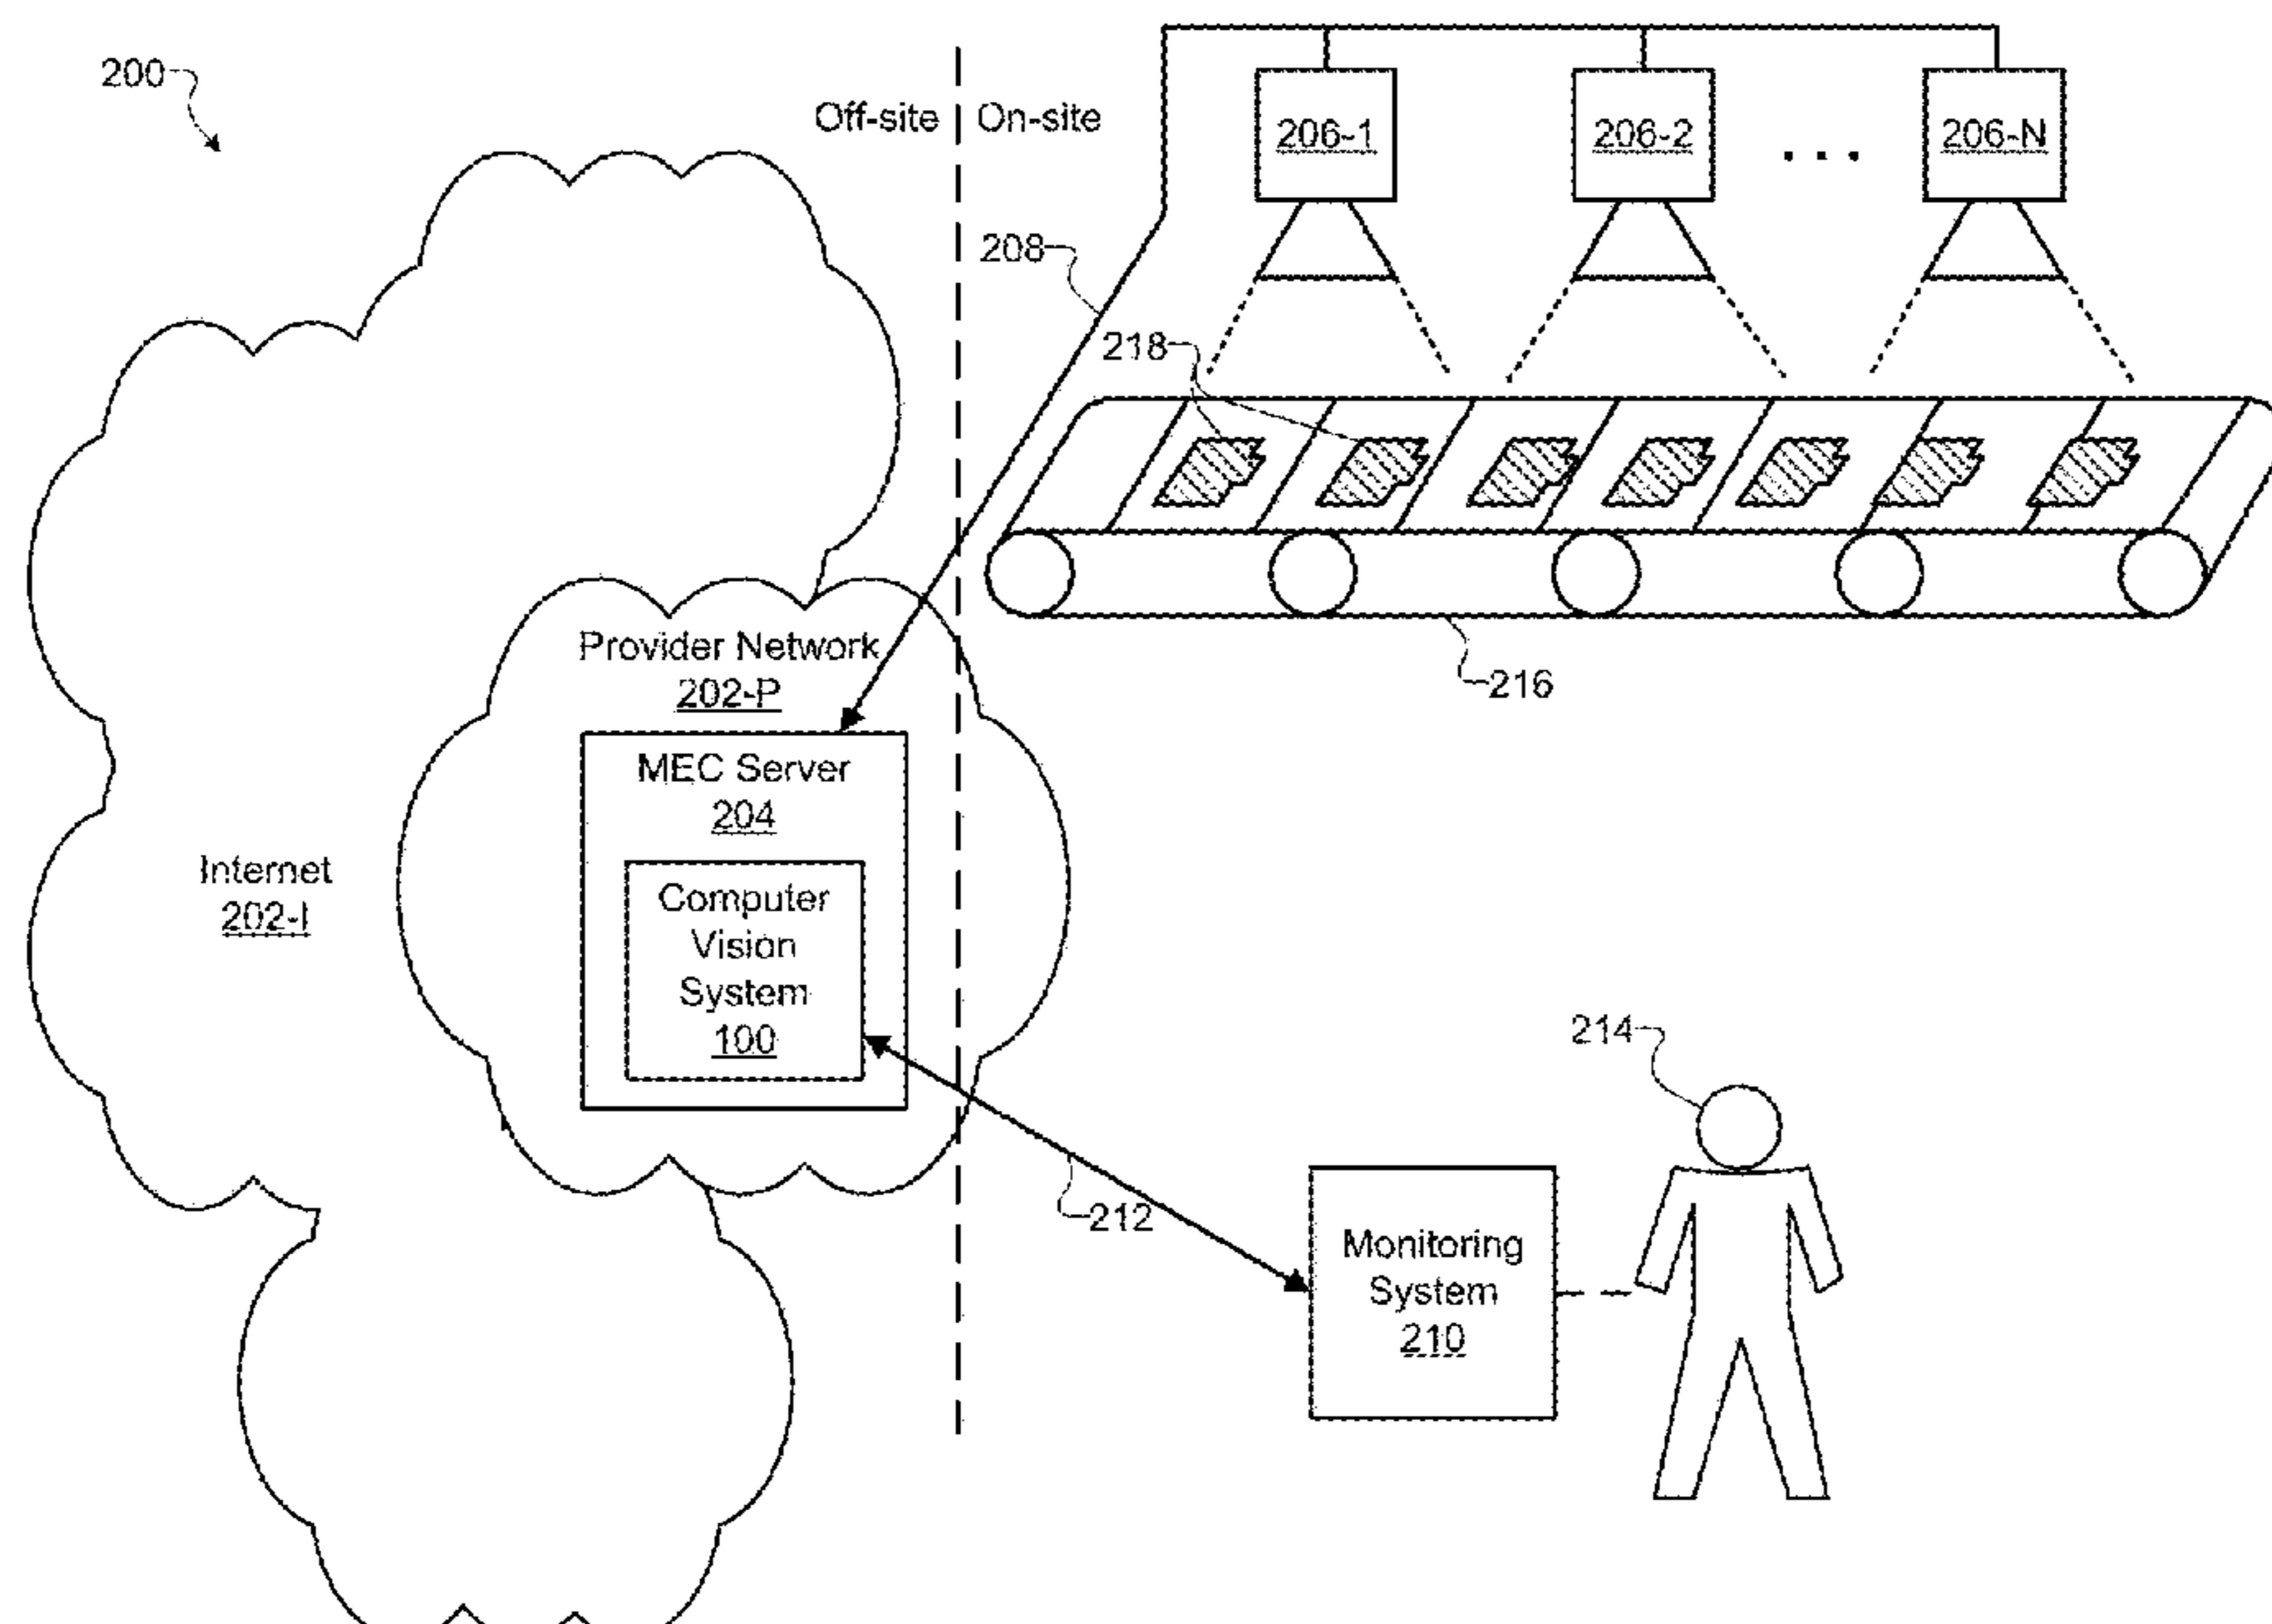 200
Off-site
On-site
206-1
206-2
...
206-N
208
218
216
Provider Network
202-P
MEC Server
204
Computer
Vision
System
100
Internet
202-I
212
214
Monitoring
System
210